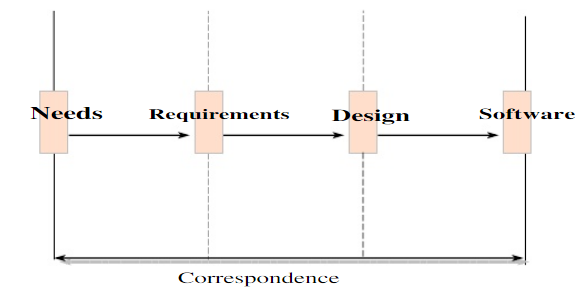 Needs
Requirements
Design
Software
Correspondence